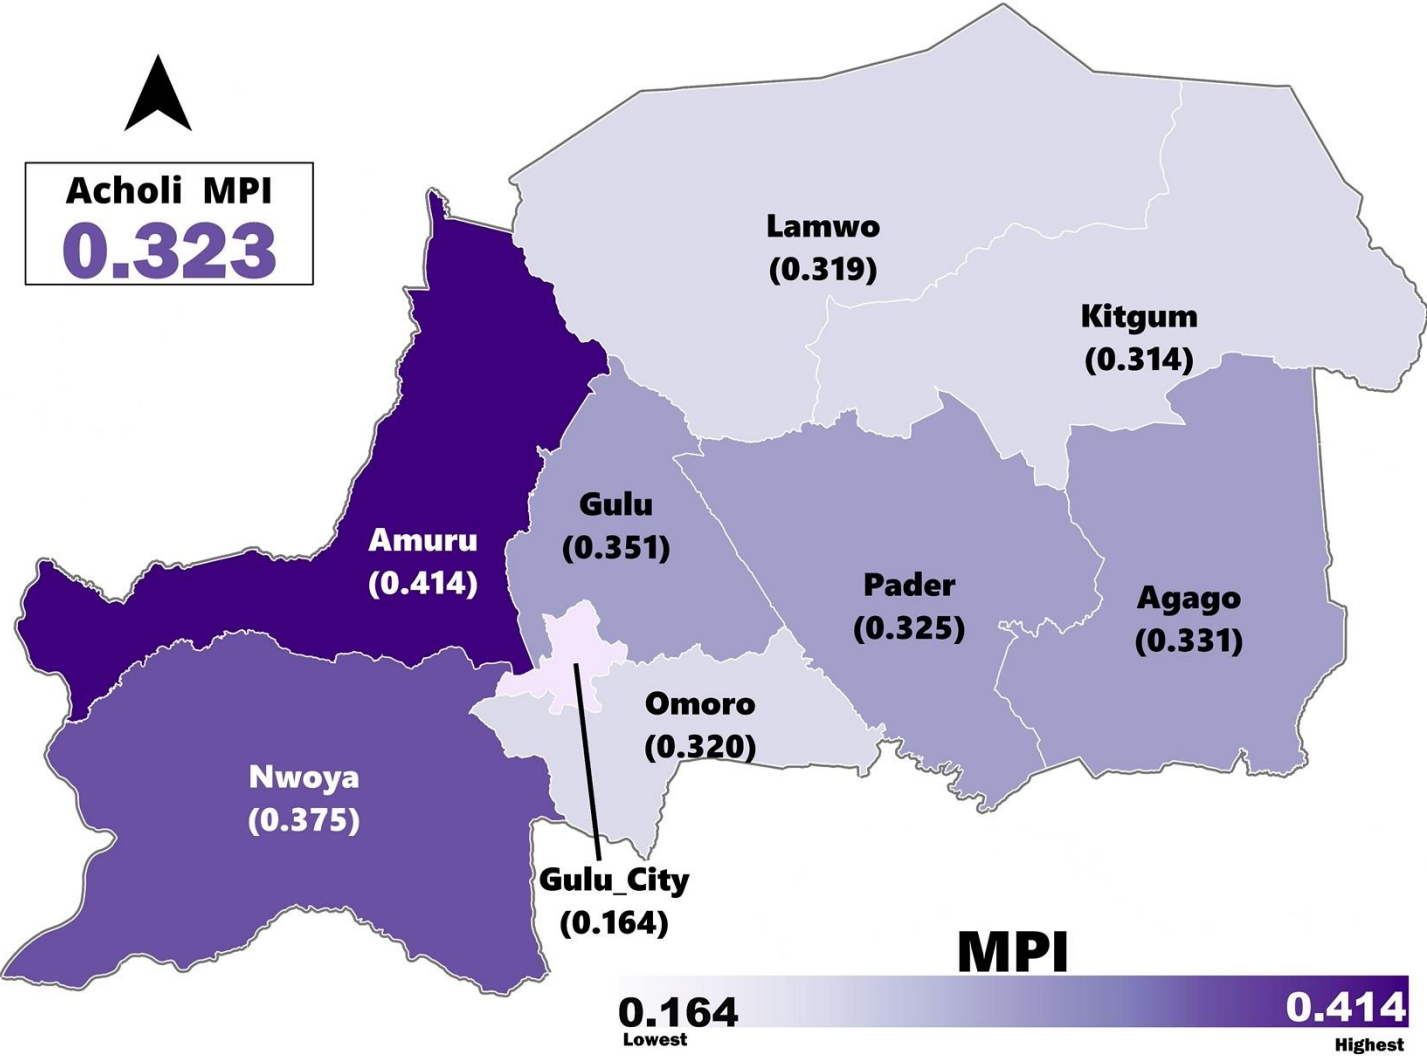 Acholi MPI
0.323
Lamwo
(0.319)
Kitgum
(0.314)
Gulu
(0.351)
Amuru
(0.414)
Pader
(0.325)
Agago
(0.331)
Omoro
(0.320)
Nwoya
(0.375)
Gulu_City
(0.164)
MPI
0.164
0.414
Lowest
Highest